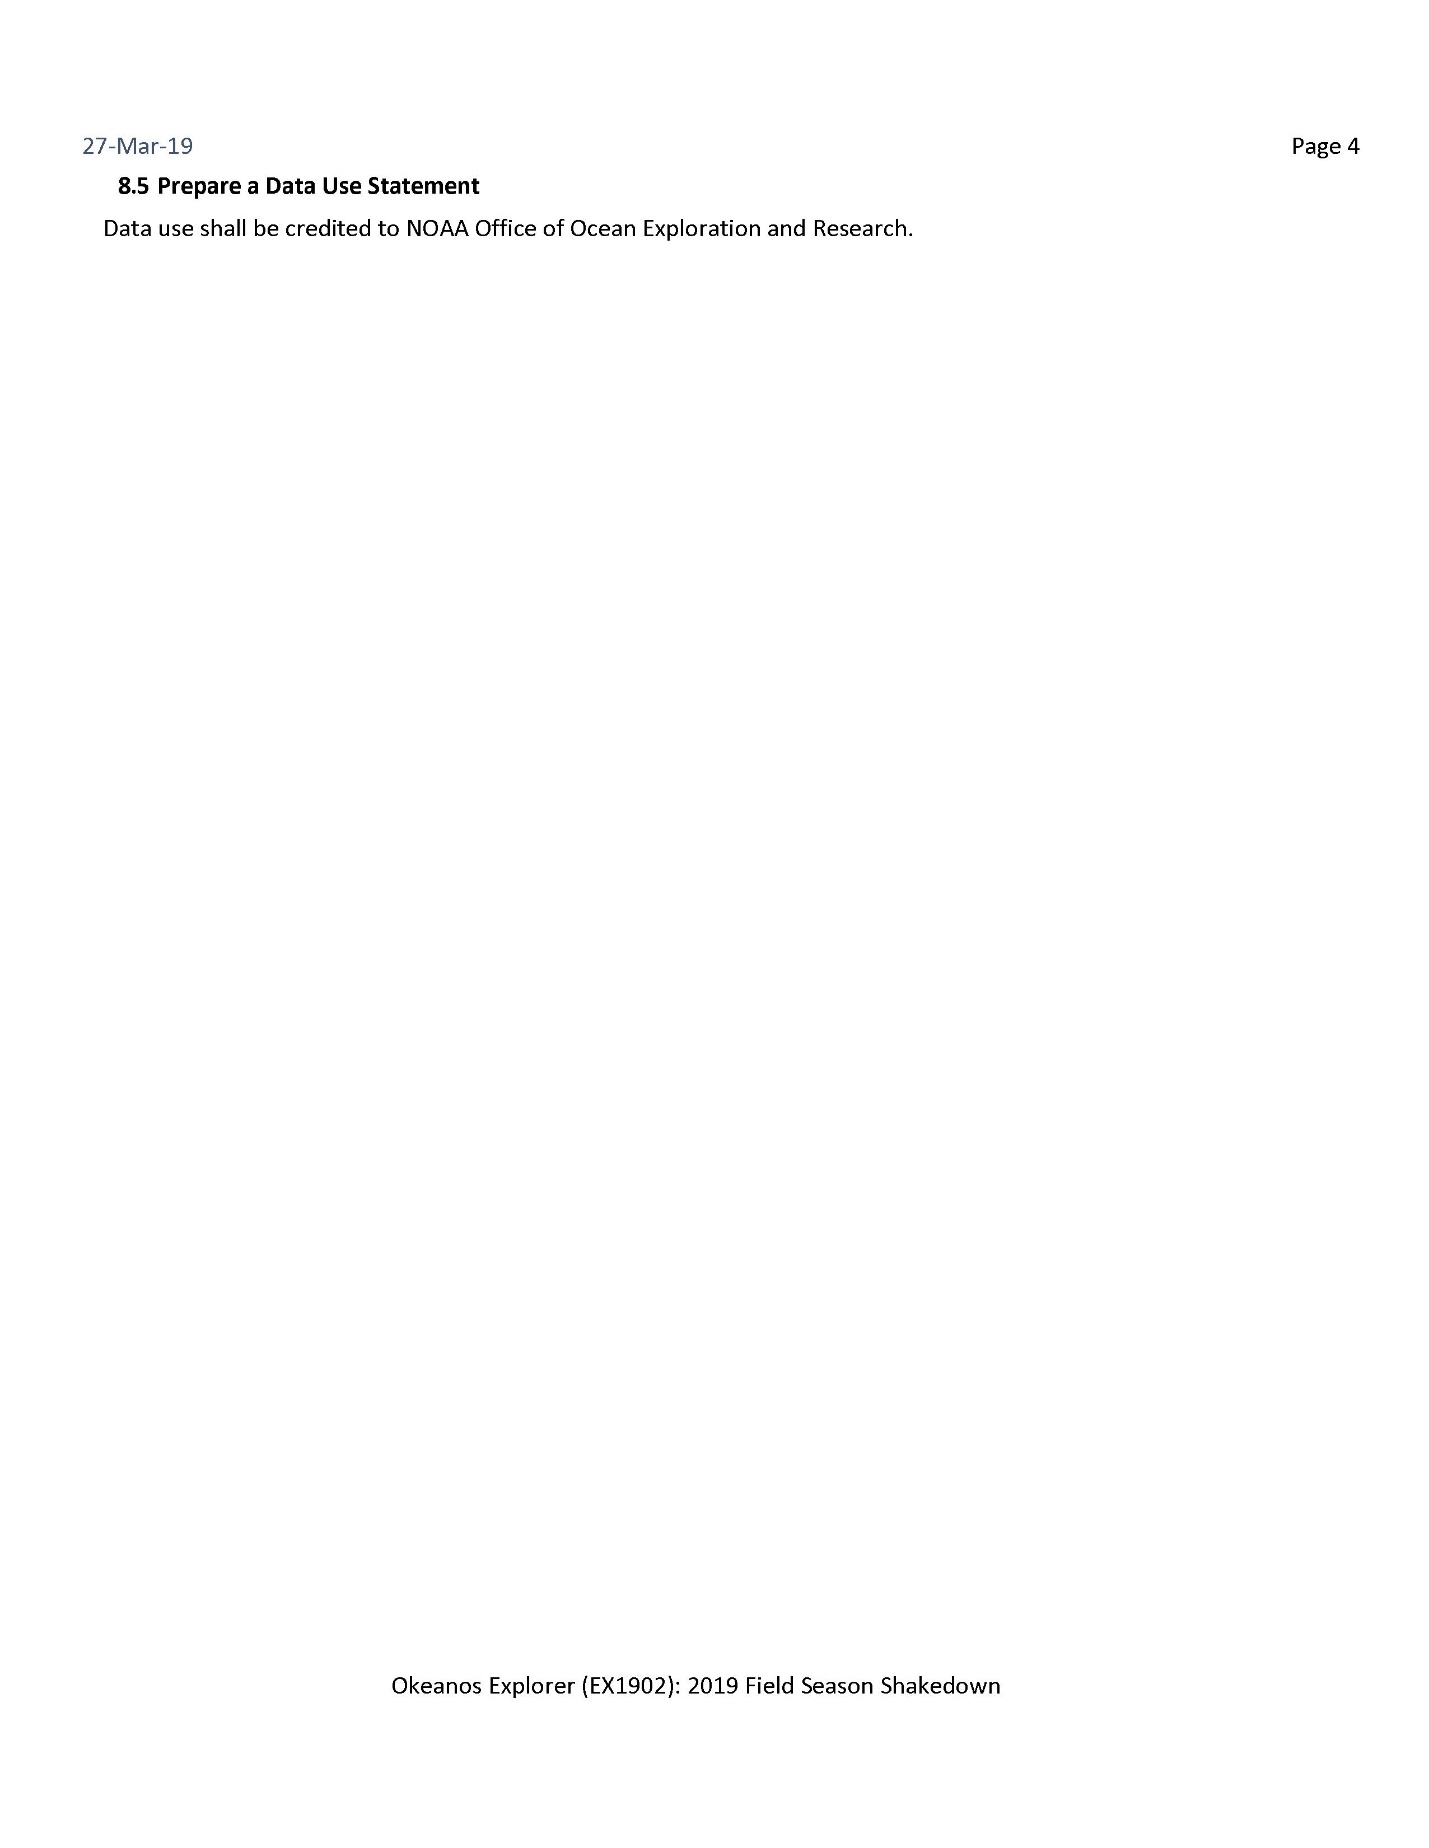 27-Mar-19 Page 4
8.5 Prepare a Data Use Statement
Data use shall be credited to NOAA Office of Ocean Exploration and Research.
Okeanos Explorer (EX1902): 2019 Field Season Shakedown